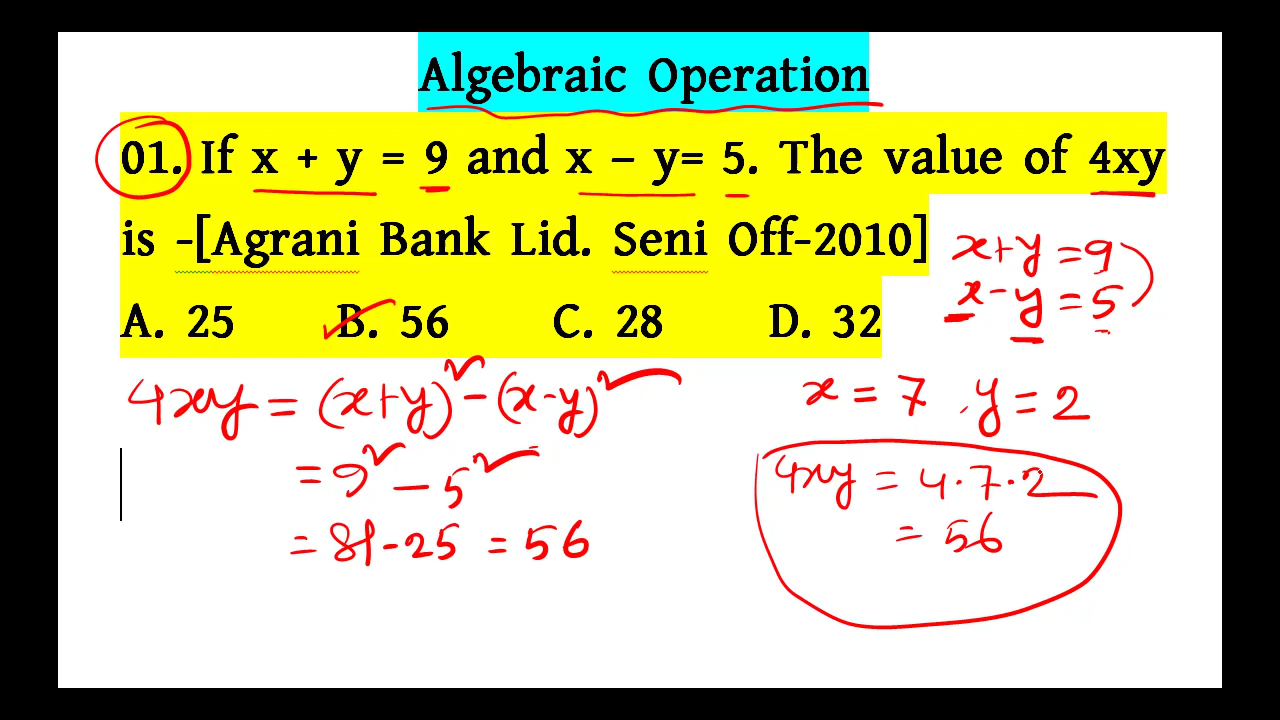 Algebraic Operation
01. If x + y = 9 and x – y= 5. The value of 4xy
is -[Agrani Bank Lid. Seni Off-2010]
A. 25 B. 56 C. 28 D. 32
x+y=9
x-y=5
4xy = (x+y)² - (x-y)²
= 9² - 5²
= 81-25 = 56
x = 7, y = 2
4xy = 4·7·2
= 56